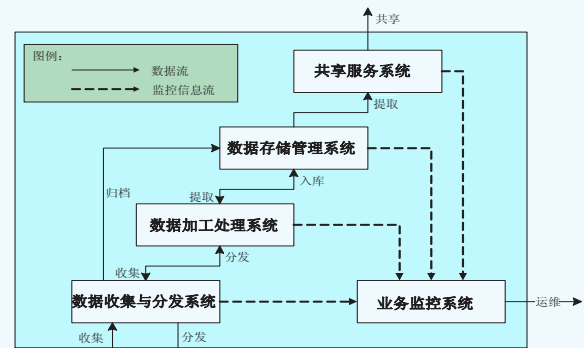 共享
图例：
数据流
监控信息流
共享服务系统
提取
数据存储管理系统
归档
提取
入库
数据加工处理系统
分发
收集
数据收集与分发系统
业务监控系统
运维
收集
分发